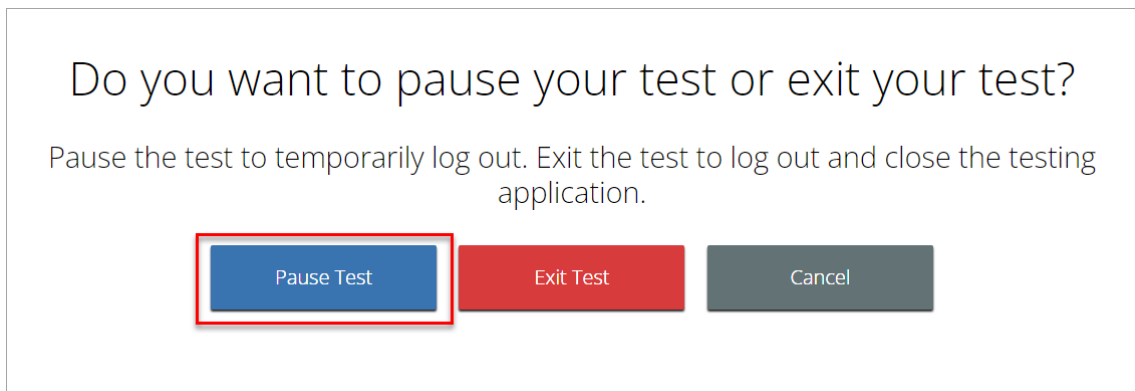 Do you want to pause your test or exit your test?
Pause the test to temporarily log out. Exit the test to log out and close the testing
application.
Pause Test
Exit Test
Cancel